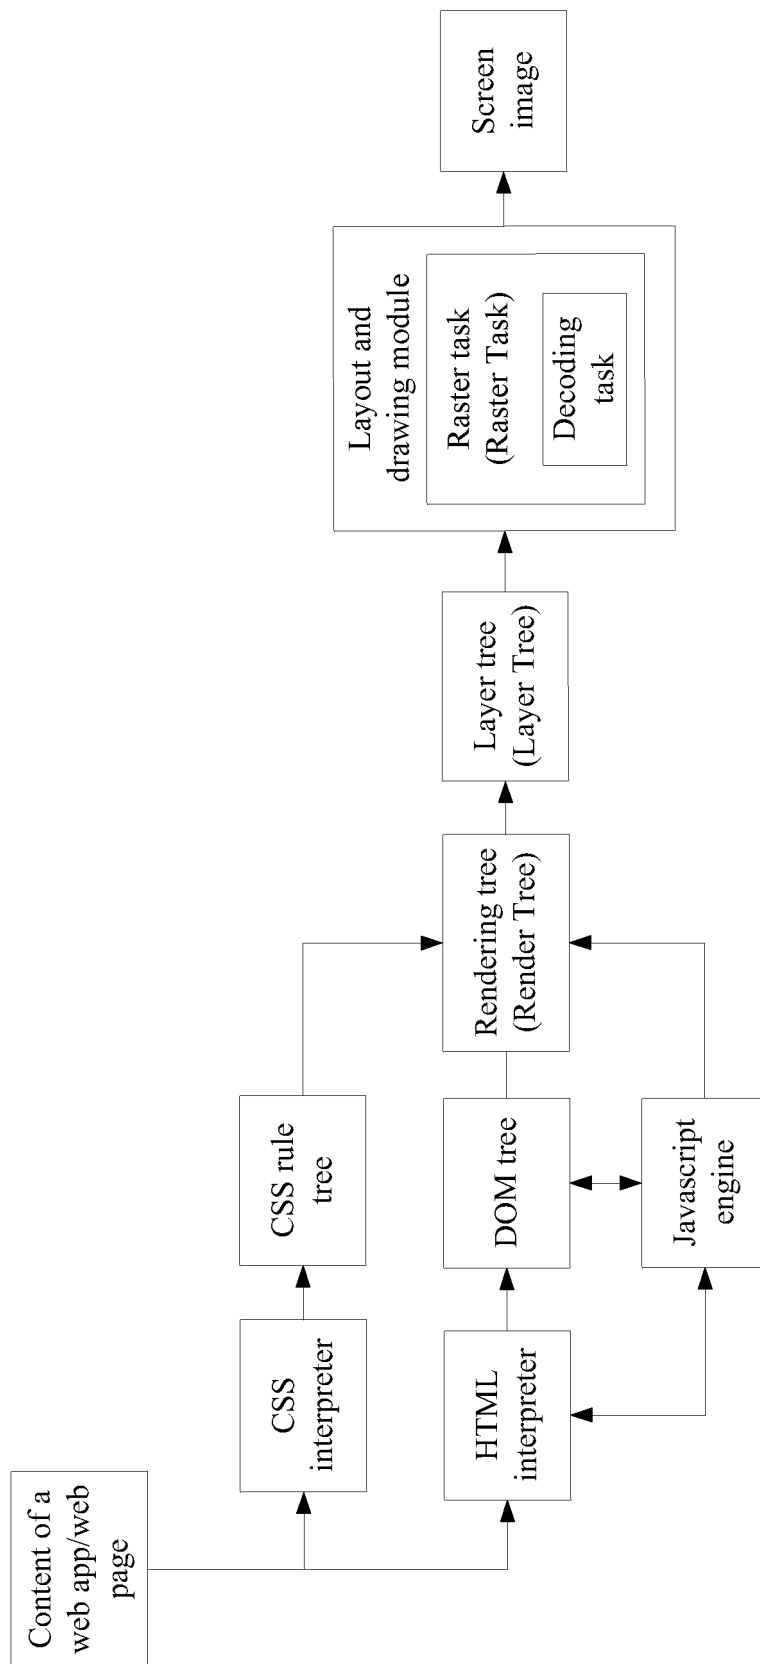 Content of a
web app/web
page
CSS
interpreter
CSS rule
tree
HTML
interpreter
DOM tree
Javascript
engine
Rendering tree
(Render Tree)
Layer tree
(Layer Tree)
Layout and
drawing module
Raster task
(Raster Task)
Decoding
task
Screen
image